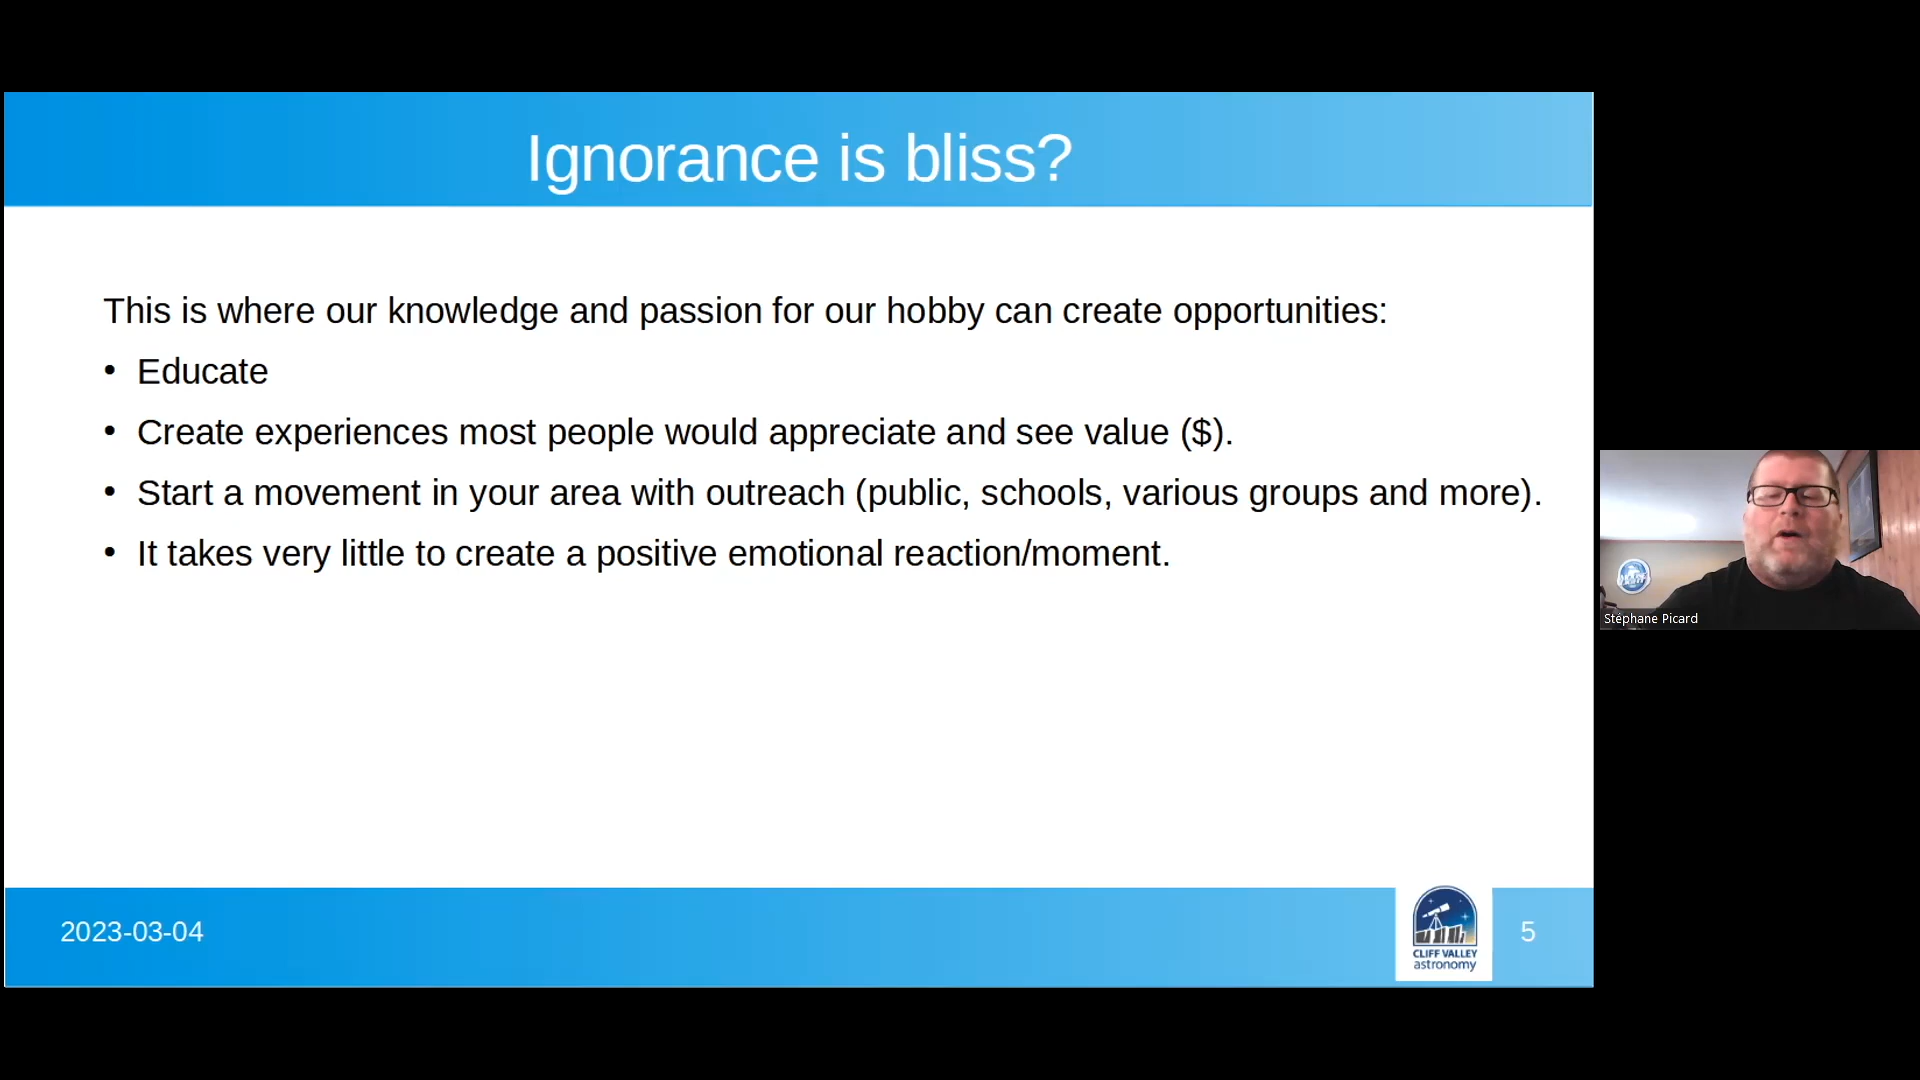 Ignorance is bliss?
This is where our knowledge and passion for our hobby can create opportunities:
• Educate
• Create experiences most people would appreciate and see value ($).
• Start a movement in your area with outreach (public, schools, various groups and more).
• It takes very little to create a positive emotional reaction/moment.
Stéphane Picard
2023-03-04
CLIFF VALLEY
astronomy
5